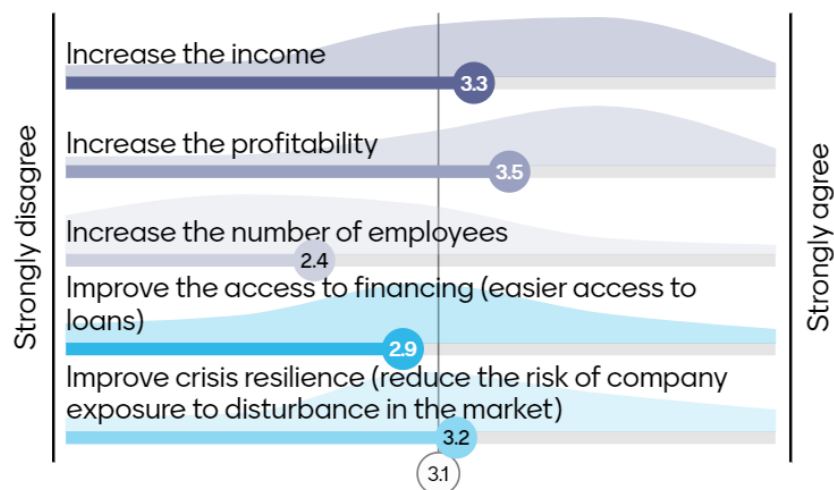 Strongly disagree
Increase the income
3.3
Increase the profitability
3.5
Increase the number of employees
2.4
Improve the access to financing (easier access to
loans)
2.9
Improve crisis resilience (reduce the risk of company
exposure to disturbance in the market)
3.2
3.1
Strongly agree